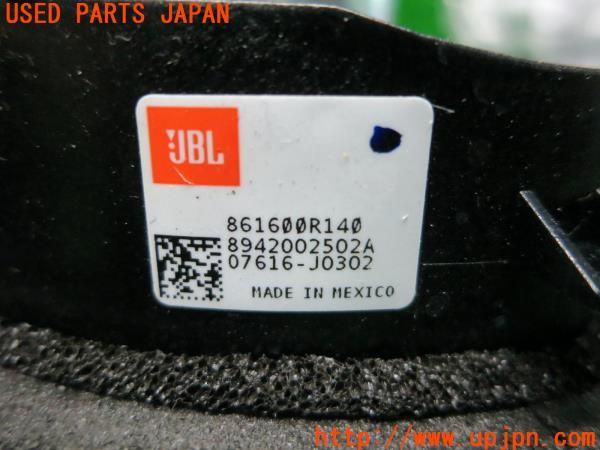 USED PARTS JAPAN
JBL
861600R140
8942002502A
07616-J0302
MADE IN MEXICO
http://www.upjpn.com